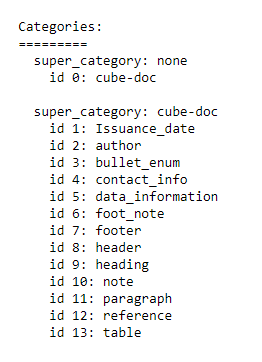 Categories:
=========
super_category: none
id 0: cube-doc
super_category: cube-doc
id 1: Issuance_date
id 2: author
id 3: bullet_enum
id 4: contact_info
id 5: data_information
id 6: foot_note
id 7: footer
id 8: header
id 9: heading
id 10: note
id 11: paragraph
id 12: reference
id 13: table